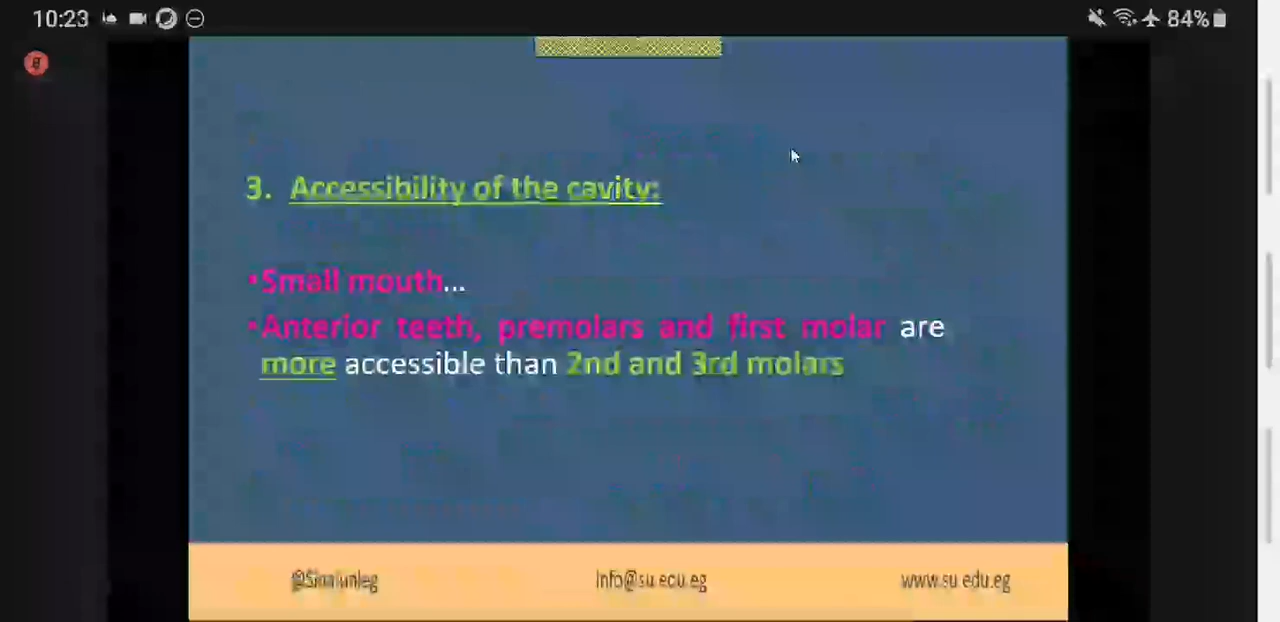 10:23
84%
3. Accessibility of the cavity:
•Small mouth...
•Anterior teeth, premolars and first molar are
more accessible than 2nd and 3rd molars
@Sinaiunieg
info@su.edu.eg
www.su.edu.eg